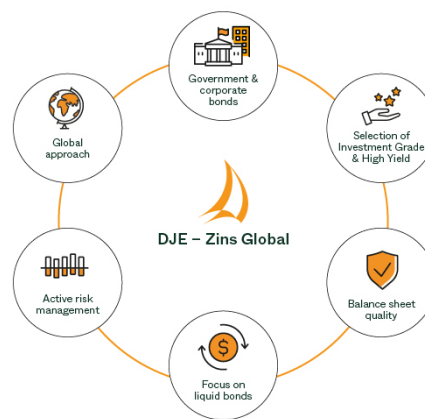 Government &
corporate
bonds
Global
approach
Selection of
Investment Grade
& High Yield
DJE – Zins Global
Active risk
management
Balance sheet
quality
$
Focus on
liquid bonds